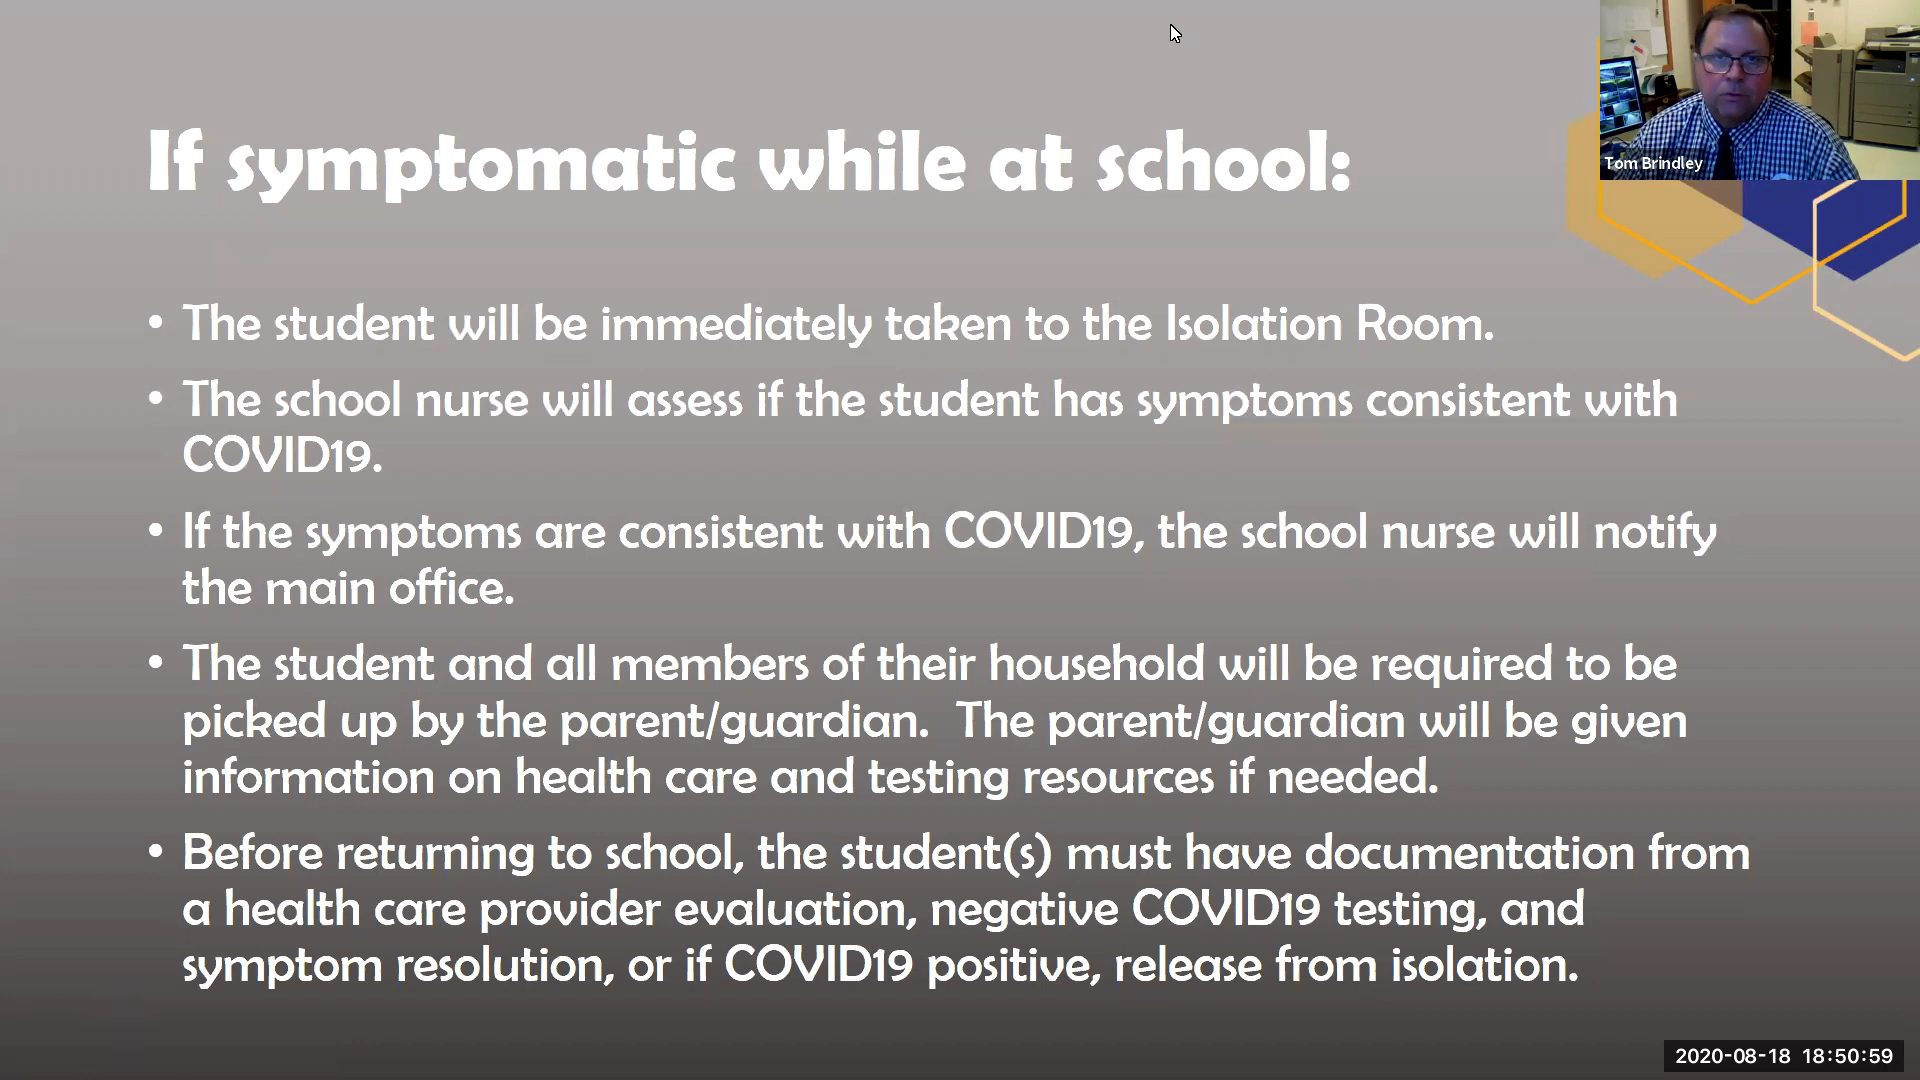 If symptomatic while at school:
Tom Brindley
• The student will be immediately taken to the Isolation Room.
• The school nurse will assess if the student has symptoms consistent with
COVID19.
• If the symptoms are consistent with COVID19, the school nurse will notify
the main office.
• The student and all members of their household will be required to be
picked up by the parent/guardian.  The parent/guardian will be given
information on health care and testing resources if needed.
• Before returning to school, the student(s) must have documentation from
a health care provider evaluation, negative COVID19 testing, and
symptom resolution, or if COVID19 positive, release from isolation.
2020-08-18 18:50:59